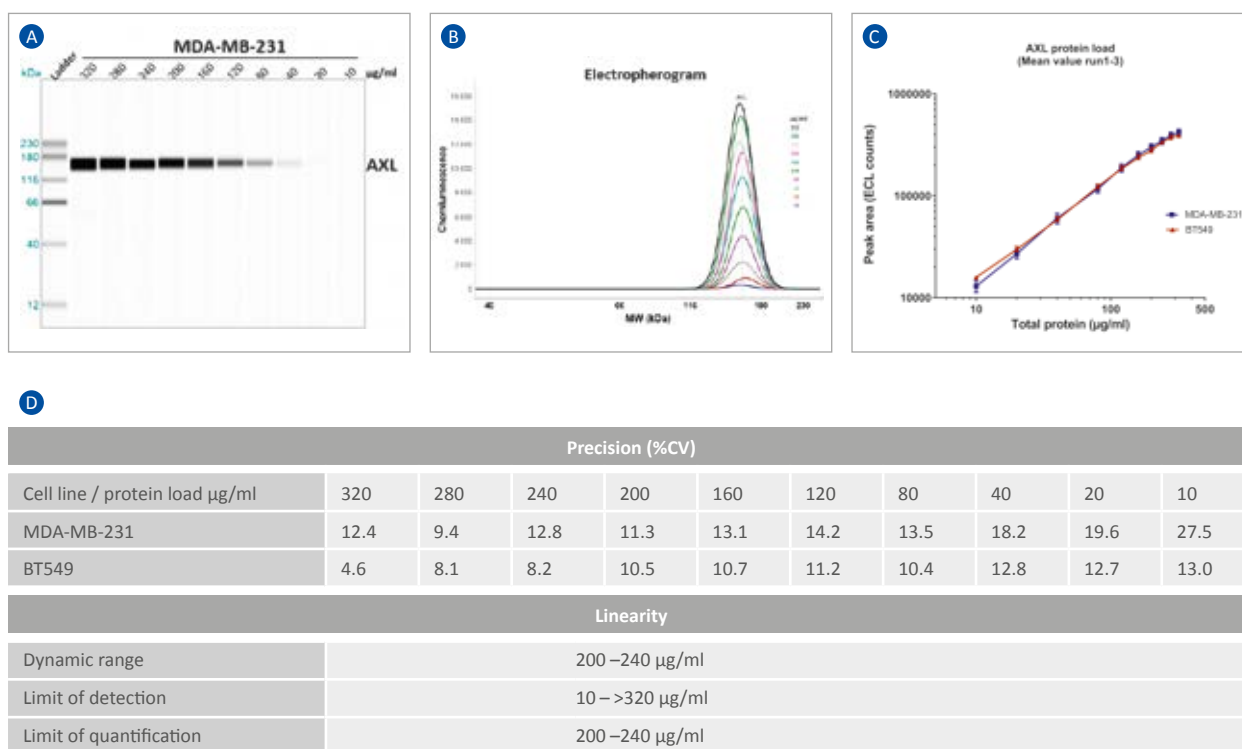 A
MDA-MB-231
kDa Ladder 320 280 240 200 160 120 80 40 20 10 µg/ml
230
180
116
66
40
12
AXL
B
Electropherogram
Chemiluminescence
AXL
40 66 116 180 230
MW (kDa)
C
AXL protein load
(Mean value run1-3)
Peak area (ECL counts)
1000000
100000
10000
10 100 500
Total protein (µg/ml)
MDA-MB-231
BT549
D
Precision (%CV)
Cell line / protein load µg/ml 320 280 240 200 160 120 80 40 20 10
MDA-MB-231 12.4 9.4 12.8 11.3 13.1 14.2 13.5 18.2 19.6 27.5
BT549 4.6 8.1 8.2 10.5 10.7 11.2 10.4 12.8 12.7 13.0
Linearity
Dynamic range 200 –240 µg/ml
Limit of detection 10 – >320 µg/ml
Limit of quantification 200 –240 µg/ml